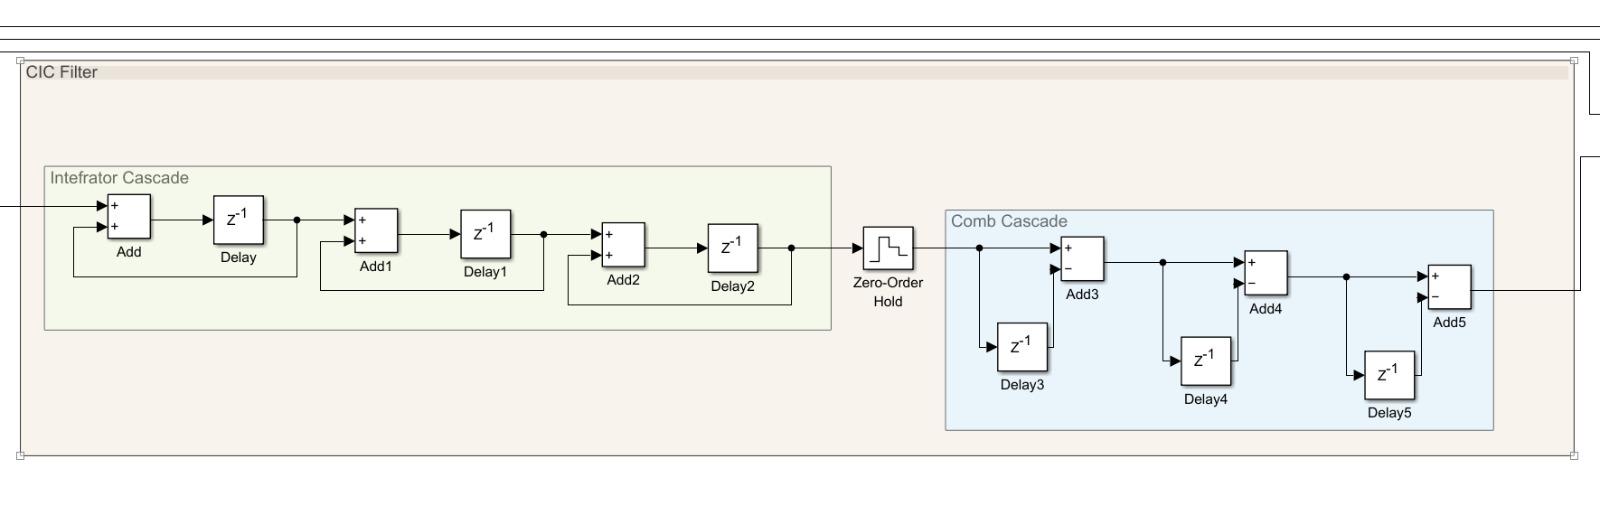 CIC Filter
Intefrator Cascade
+
+
Add
Z-1
Delay
+
+
Add1
Z-1
Delay1
+
+
Add2
Z-1
Delay2
Zero-Order
Hold
Comb Cascade
+
−
Add3
Z-1
Delay3
+
−
Add4
Z-1
Delay4
+
−
Add5
Z-1
Delay5